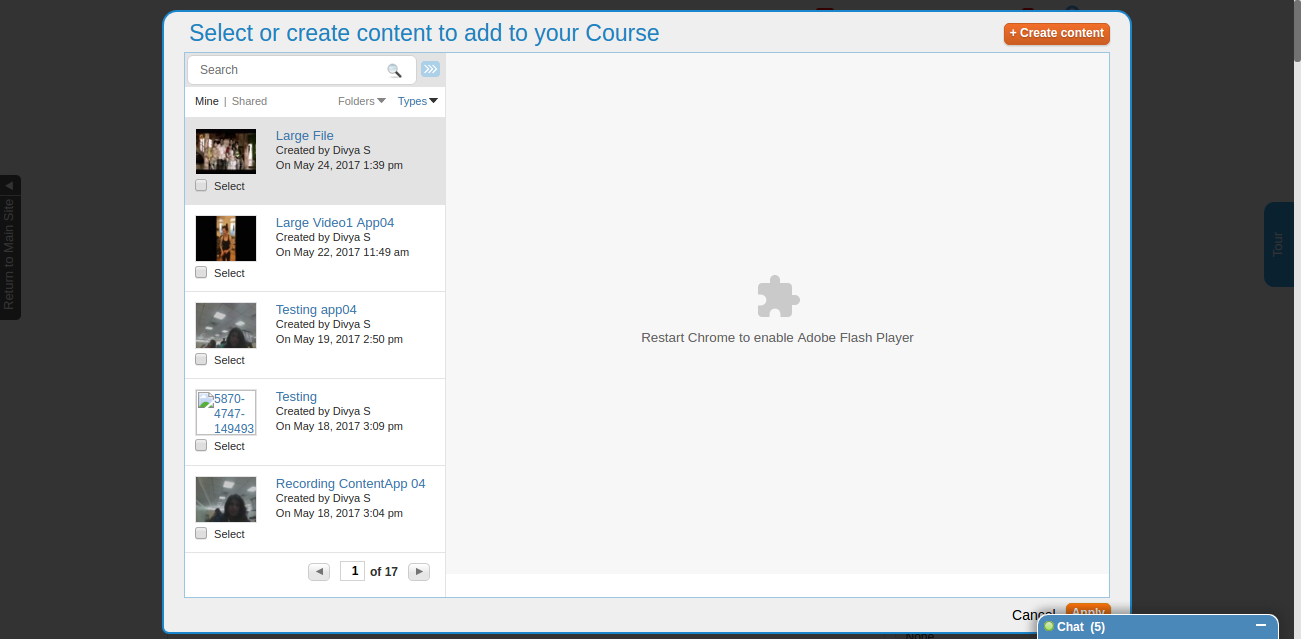 Select or create content to add to your Course
+ Create content
Search
Mine | Shared
Folders
Types
Large File
Created by Divya S
On May 24, 2017 1:39 pm
Select
Large Video1 App04
Created by Divya S
On May 22, 2017 11:49 am
Select
Testing app04
Created by Divya S
On May 19, 2017 2:50 pm
Select
5870-
4747-
149493
Testing
Created by Divya S
On May 18, 2017 3:09 pm
Select
Recording ContentApp 04
Created by Divya S
On May 18, 2017 3:04 pm
Select
1 of 17
Restart Chrome to enable Adobe Flash Player
Return to Main Site
Tour
Cancel
Apply
Chat (5)
None